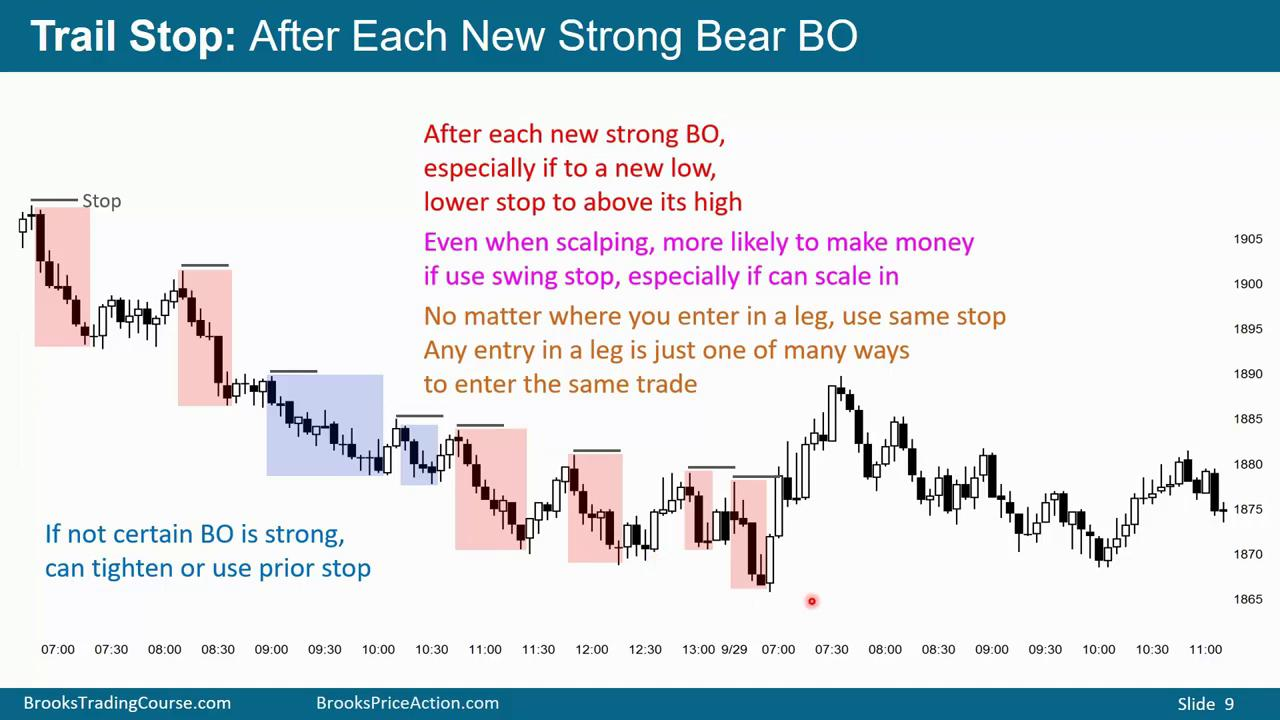 Trail Stop: After Each New Strong Bear BO
After each new strong BO,
especially if to a new low,
lower stop to above its high
Stop
Even when scalping, more likely to make money
if use swing stop, especially if can scale in
No matter where you enter in a leg, use same stop
Any entry in a leg is just one of many ways
to enter the same trade
If not certain BO is strong,
can tighten or use prior stop
1905
1900
1895
1890
1885
1880
1875
1870
1865
07:00 07:30 08:00 08:30 09:00 09:30 10:00 10:30 11:00 11:30 12:00 12:30 13:00 9/29 07:00 07:30 08:00 08:30 09:00 09:30 10:00 10:30 11:00
BrooksTradingCourse.com BrooksPriceAction.com Slide 9